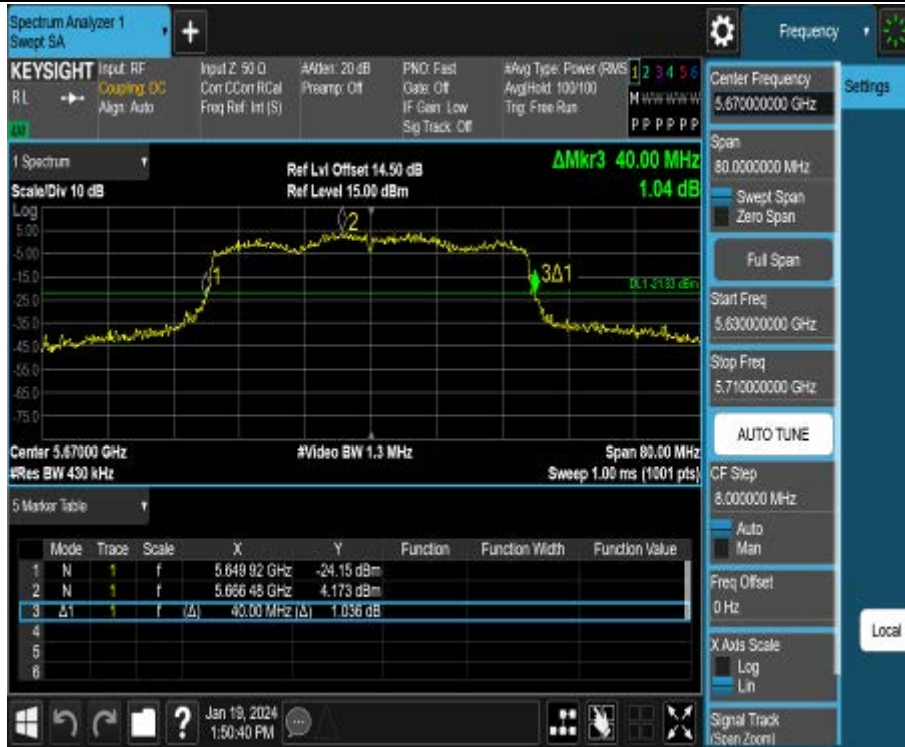 Spectrum Analyzer 1
Swept SA
Frequency
KEYSIGHT
RL
Input: RF
Coupling: DC
Align: Auto
Input Z: 50 Ω
Corr CCorr RCal
Freq Ref: Int (S)
#Atten: 20 dB
Preamp: Off
PNO: Fast
Gate: Off
IF Gain: Low
Sig Track: Off
#Avg Type: Power (RMS
Avg|Hold: 100/100
Trig: Free Run
1 2 3 4 5 6
M W W W W W
P P P P P P
Center Frequency
5.670000000 GHz
Settings
1 Spectrum
Scale/Div 10 dB
Ref Lvl Offset 14.50 dB
Ref Level 15.00 dBm
ΔMkr3 40.00 MHz
1.04 dB
Log
5.00
-5.00
-15.0
-25.0
-35.0
-45.0
-55.0
-65.0
-75.0
1
2
3Δ1
DL1 -21.83 dBm
Center 5.67000 GHz
#Res BW 430 kHz
#Video BW 1.3 MHz
Span 80.00 MHz
Sweep 1.00 ms (1001 pts)
Span
80.0000000 MHz
Swept Span
Zero Span
Full Span
Start Freq
5.630000000 GHz
Stop Freq
5.710000000 GHz
AUTO TUNE
CF Step
8.000000 MHz
Auto
Man
Freq Offset
0 Hz
X Axis Scale
Log
Lin
Signal Track
(Span Zoom)
Local
5 Marker Table
Mode Trace Scale X Y Function Function Width Function Value
1 N 1 f 5.649 92 GHz -24.15 dBm
2 N 1 f 5.666 48 GHz 4.173 dBm
3 Δ1 1 f (Δ) 40.00 MHz (Δ) 1.036 dB
4
5
6
?
Jan 19, 2024
1:50:40 PM